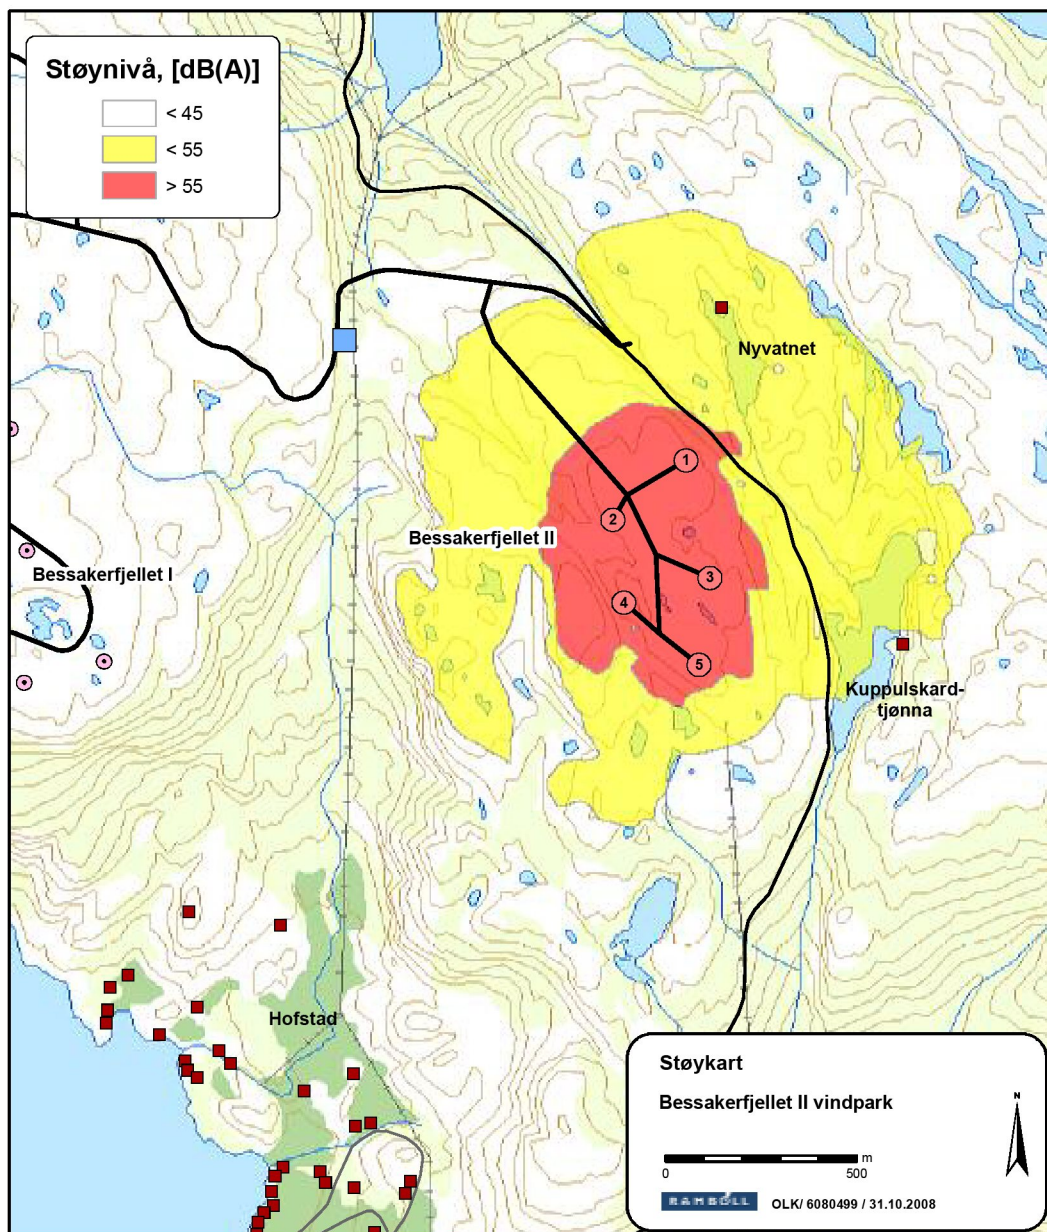 Støynivå, [dB(A)]
< 45
< 55
> 55
Nyvatnet
1
2
Bessakerfjellet II
Bessakerfjellet I
3
4
5
Kuppulskard-
tjønna
Hofstad
Støykart
Bessakerfjellet II vindpark
N
m
0 500
RAMBØLL OLK/ 6080499 / 31.10.2008